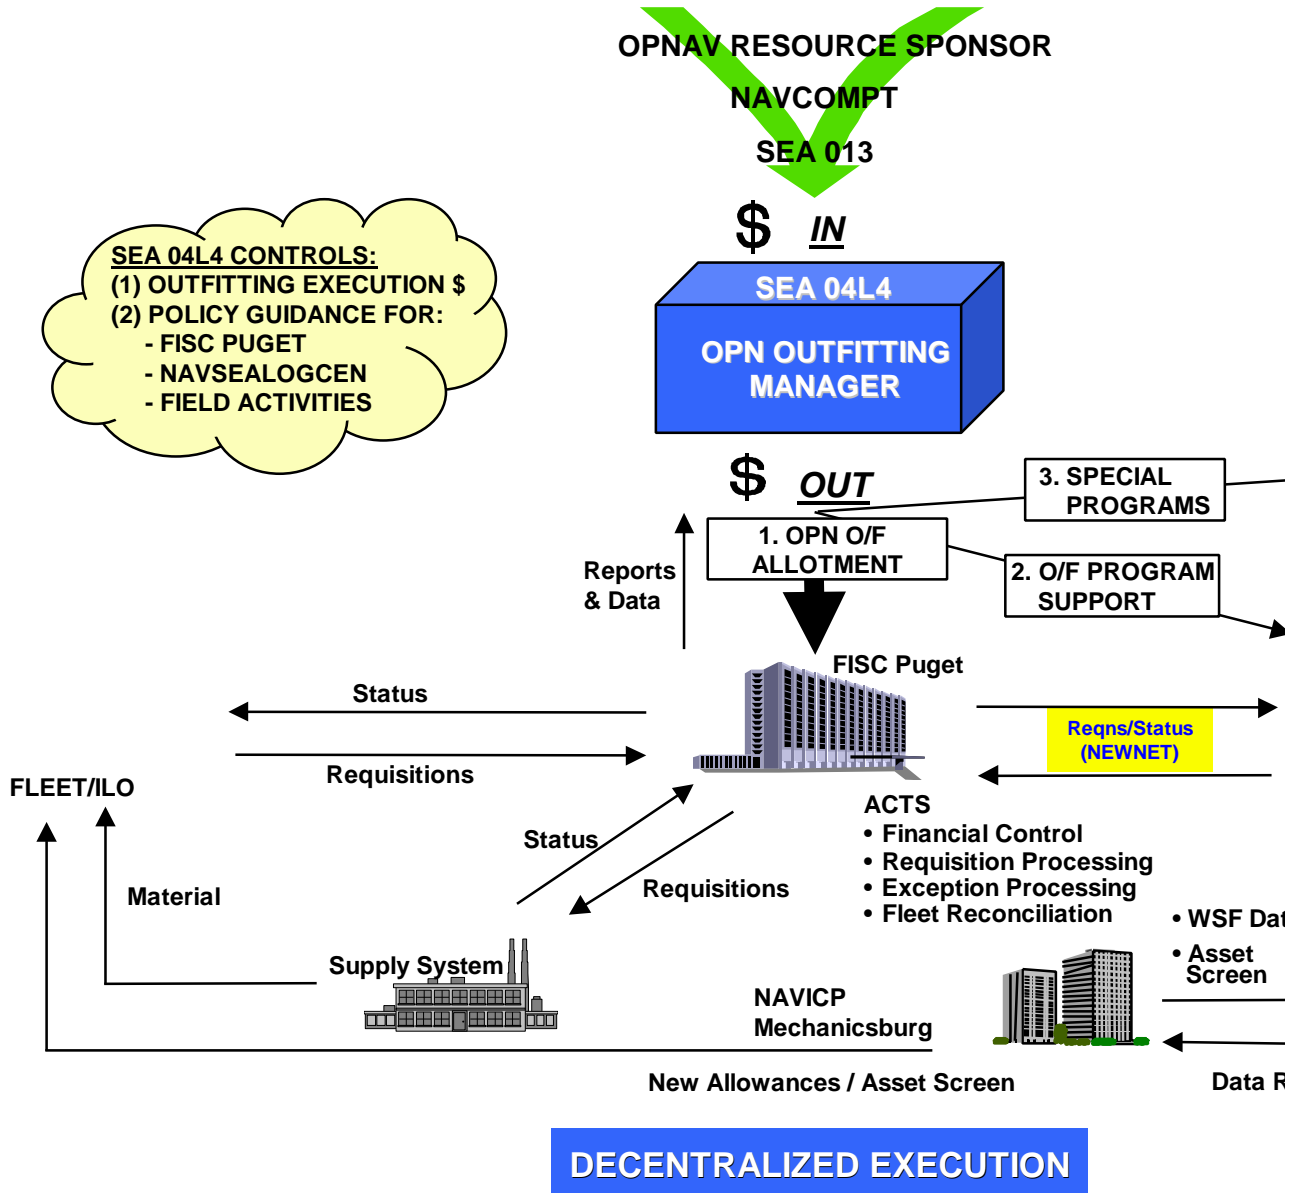 OPNAV RESOURCE SPONSOR
NAVCOMPT
SEA 013
$ IN
SEA 04L4 CONTROLS:
(1) OUTFITTING EXECUTION $
(2) POLICY GUIDANCE FOR:
- FISC PUGET
- NAVSEALOGCEN
- FIELD ACTIVITIES
SEA 04L4
OPN OUTFITTING
MANAGER
$ OUT
3. SPECIAL
PROGRAMS
1. OPN O/F
ALLOTMENT
2. O/F PROGRAM
SUPPORT
Reports
& Data
FISC Puget
Status
Requisitions
Reqns/Status
(NEWNET)
FLEET/ILO
ACTS
• Financial Control
• Requisition Processing
• Exception Processing
• Fleet Reconciliation
Status
Requisitions
Material
• WSF Dat
• Asset
Screen
Supply System
NAVICP
Mechanicsburg
New Allowances / Asset Screen
Data R
DECENTRALIZED EXECUTION